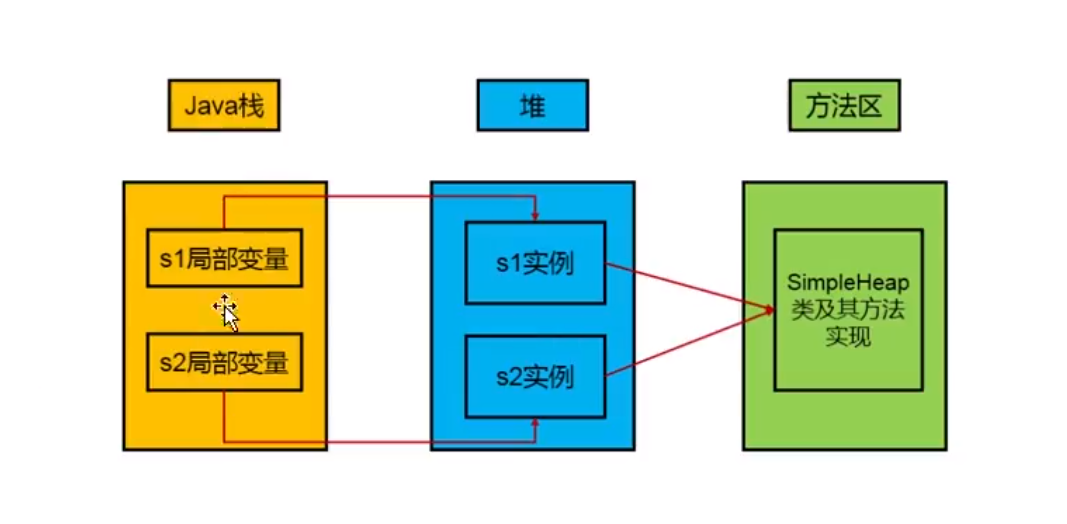 Java栈
堆
方法区
s1局部变量
s2局部变量
s1实例
s2实例
SimpleHeap
类及其方法
实现